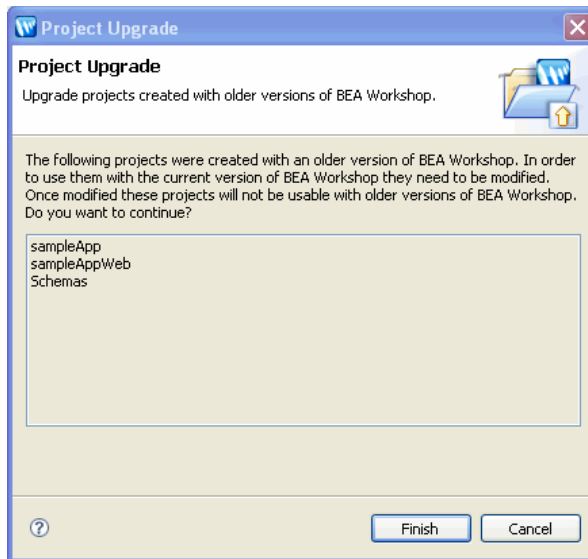 Project Upgrade
Project Upgrade
Upgrade projects created with older versions of BEA Workshop.
The following projects were created with an older version of BEA Workshop. In order
to use them with the current version of BEA Workshop they need to be modified.
Once modified these projects will not be usable with older versions of BEA Workshop.
Do you want to continue?
sampleApp
sampleAppWeb
Schemas
Finish
Cancel